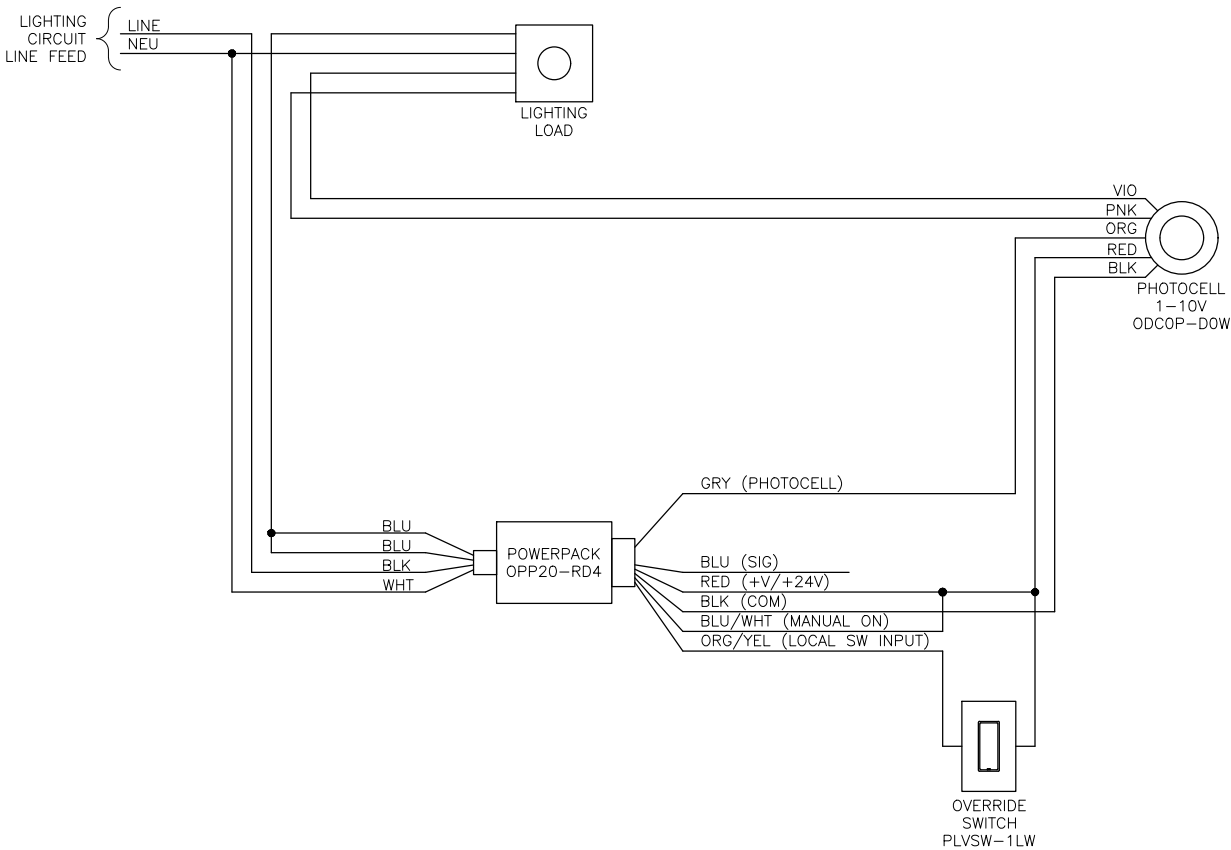 LIGHTING
CIRCUIT
LINE FEED
LINE
NEU
LIGHTING
LOAD
VIO
PNK
ORG
RED
BLK
PHOTOCELL
1-10V
ODC0P-D0W
GRY (PHOTOCELL)
BLU
BLU
BLK
WHT
POWERPACK
OPP20-RD4
BLU (SIG)
RED (+V/+24V)
BLK (COM)
BLU/WHT (MANUAL ON)
ORG/YEL (LOCAL SW INPUT)
OVERRIDE
SWITCH
PLVSW-1LW